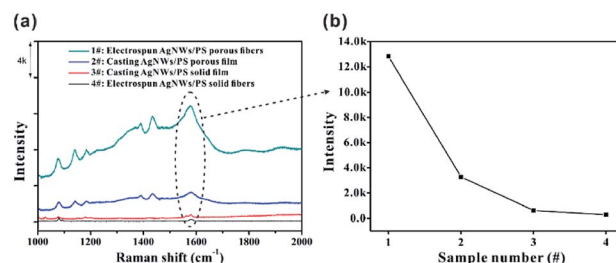 (a)
4k
1#: Electrospun AgNWs/PS porous fibers
2#: Casting AgNWs/PS porous film
3#: Casting AgNWs/PS solid film
4#: Electrospun AgNWs/PS solid fibers
Intensity
1000 1200 1400 1600 1800 2000
Raman shift (cm⁻¹)
(b)
Intensity
14.0k
12.0k
10.0k
8.0k
6.0k
4.0k
2.0k
0.0
1 2 3 4
Sample number (#)